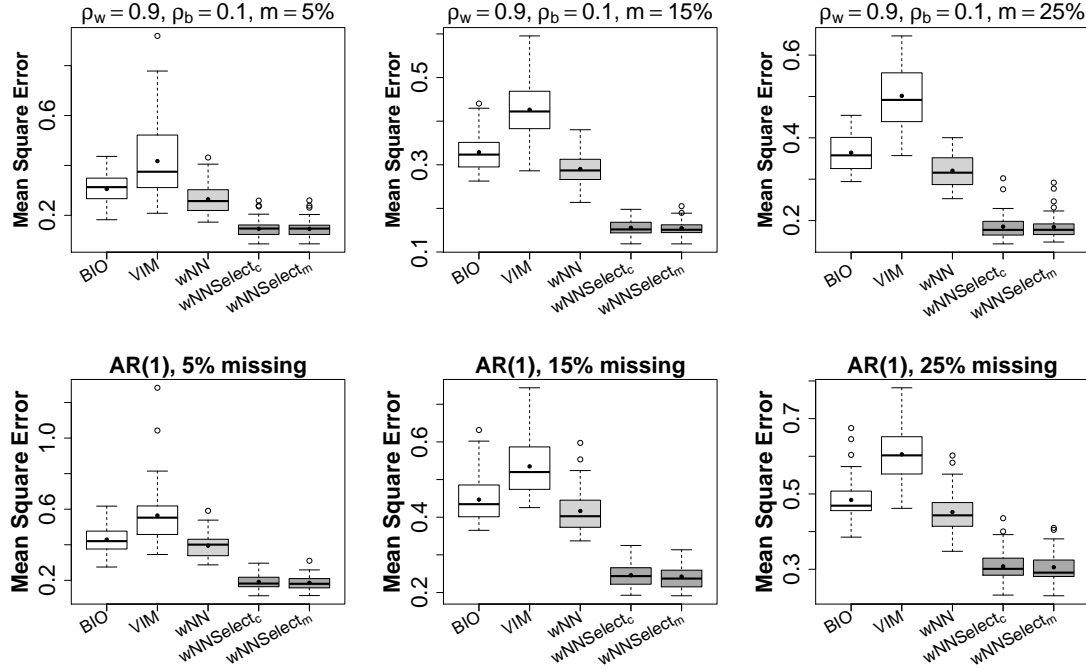 ρw = 0.9, ρb = 0.1, m = 5%
Mean Square Error
0.2
0.6
BIO
VIM
wNN
wNNSelectc
wNNSelectm
ρw = 0.9, ρb = 0.1, m = 15%
Mean Square Error
0.1
0.3
0.5
BIO
VIM
wNN
wNNSelectc
wNNSelectm
ρw = 0.9, ρb = 0.1, m = 25%
Mean Square Error
0.2
0.4
0.6
BIO
VIM
wNN
wNNSelectc
wNNSelectm
AR(1), 5% missing
Mean Square Error
0.2
0.6
1.0
BIO
VIM
wNN
wNNSelectc
wNNSelectm
AR(1), 15% missing
Mean Square Error
0.2
0.4
0.6
BIO
VIM
wNN
wNNSelectc
wNNSelectm
AR(1), 25% missing
Mean Square Error
0.3
0.5
0.7
BIO
VIM
wNN
wNNSelectc
wNNSelectm